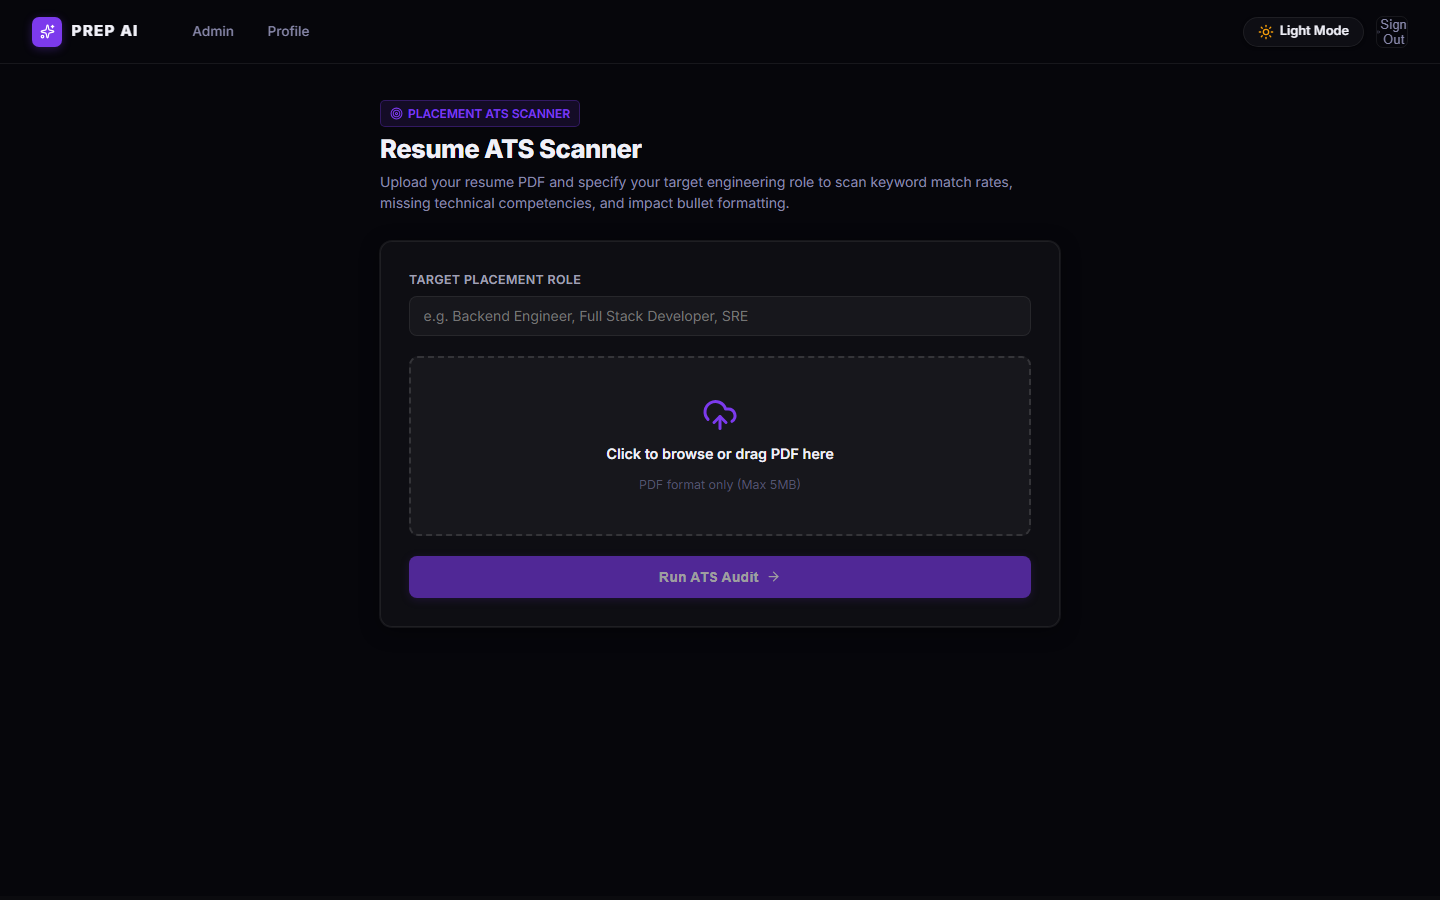 PREP AI
Admin
Profile
Light Mode
Sign
Out
PLACEMENT ATS SCANNER
Resume ATS Scanner
Upload your resume PDF and specify your target engineering role to scan keyword match rates,
missing technical competencies, and impact bullet formatting.
TARGET PLACEMENT ROLE
e.g. Backend Engineer, Full Stack Developer, SRE
Click to browse or drag PDF here
PDF format only (Max 5MB)
Run ATS Audit →